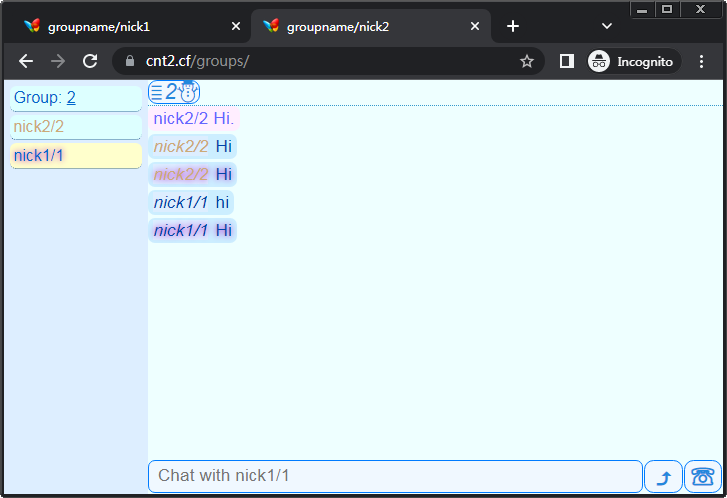 groupname/nick1
groupname/nick2
cnt2.cf/groups/
Incognito
Group: 2
nick2/2
nick1/1
2
nick2/2 Hi.
nick2/2 Hi
nick2/2 Hi
nick1/1 hi
nick1/1 Hi
Chat with nick1/1